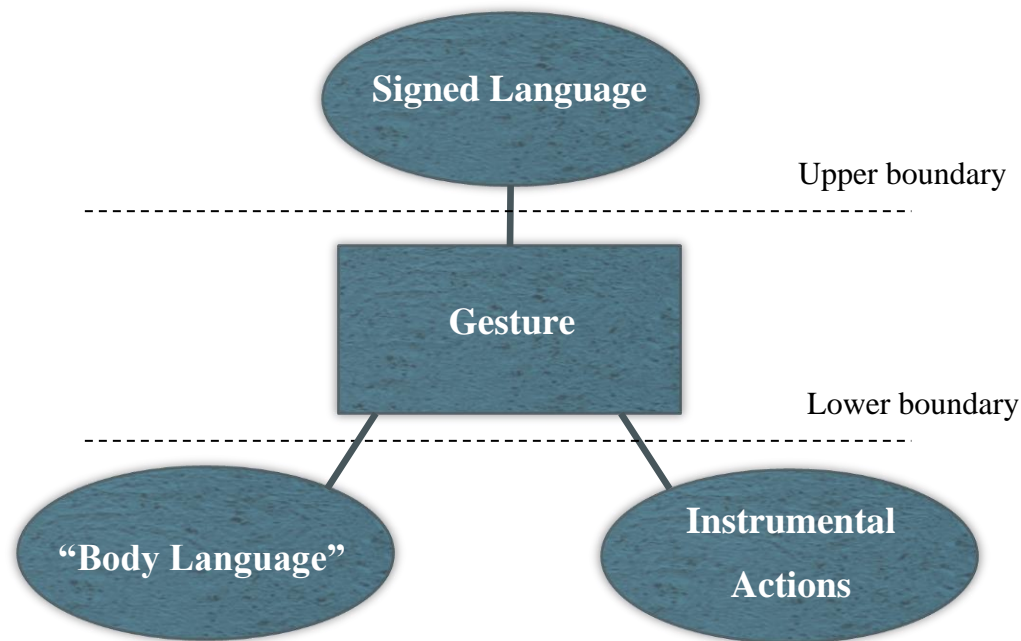 Signed Language
Upper boundary
Gesture
Lower boundary
“Body Language”
Instrumental
Actions